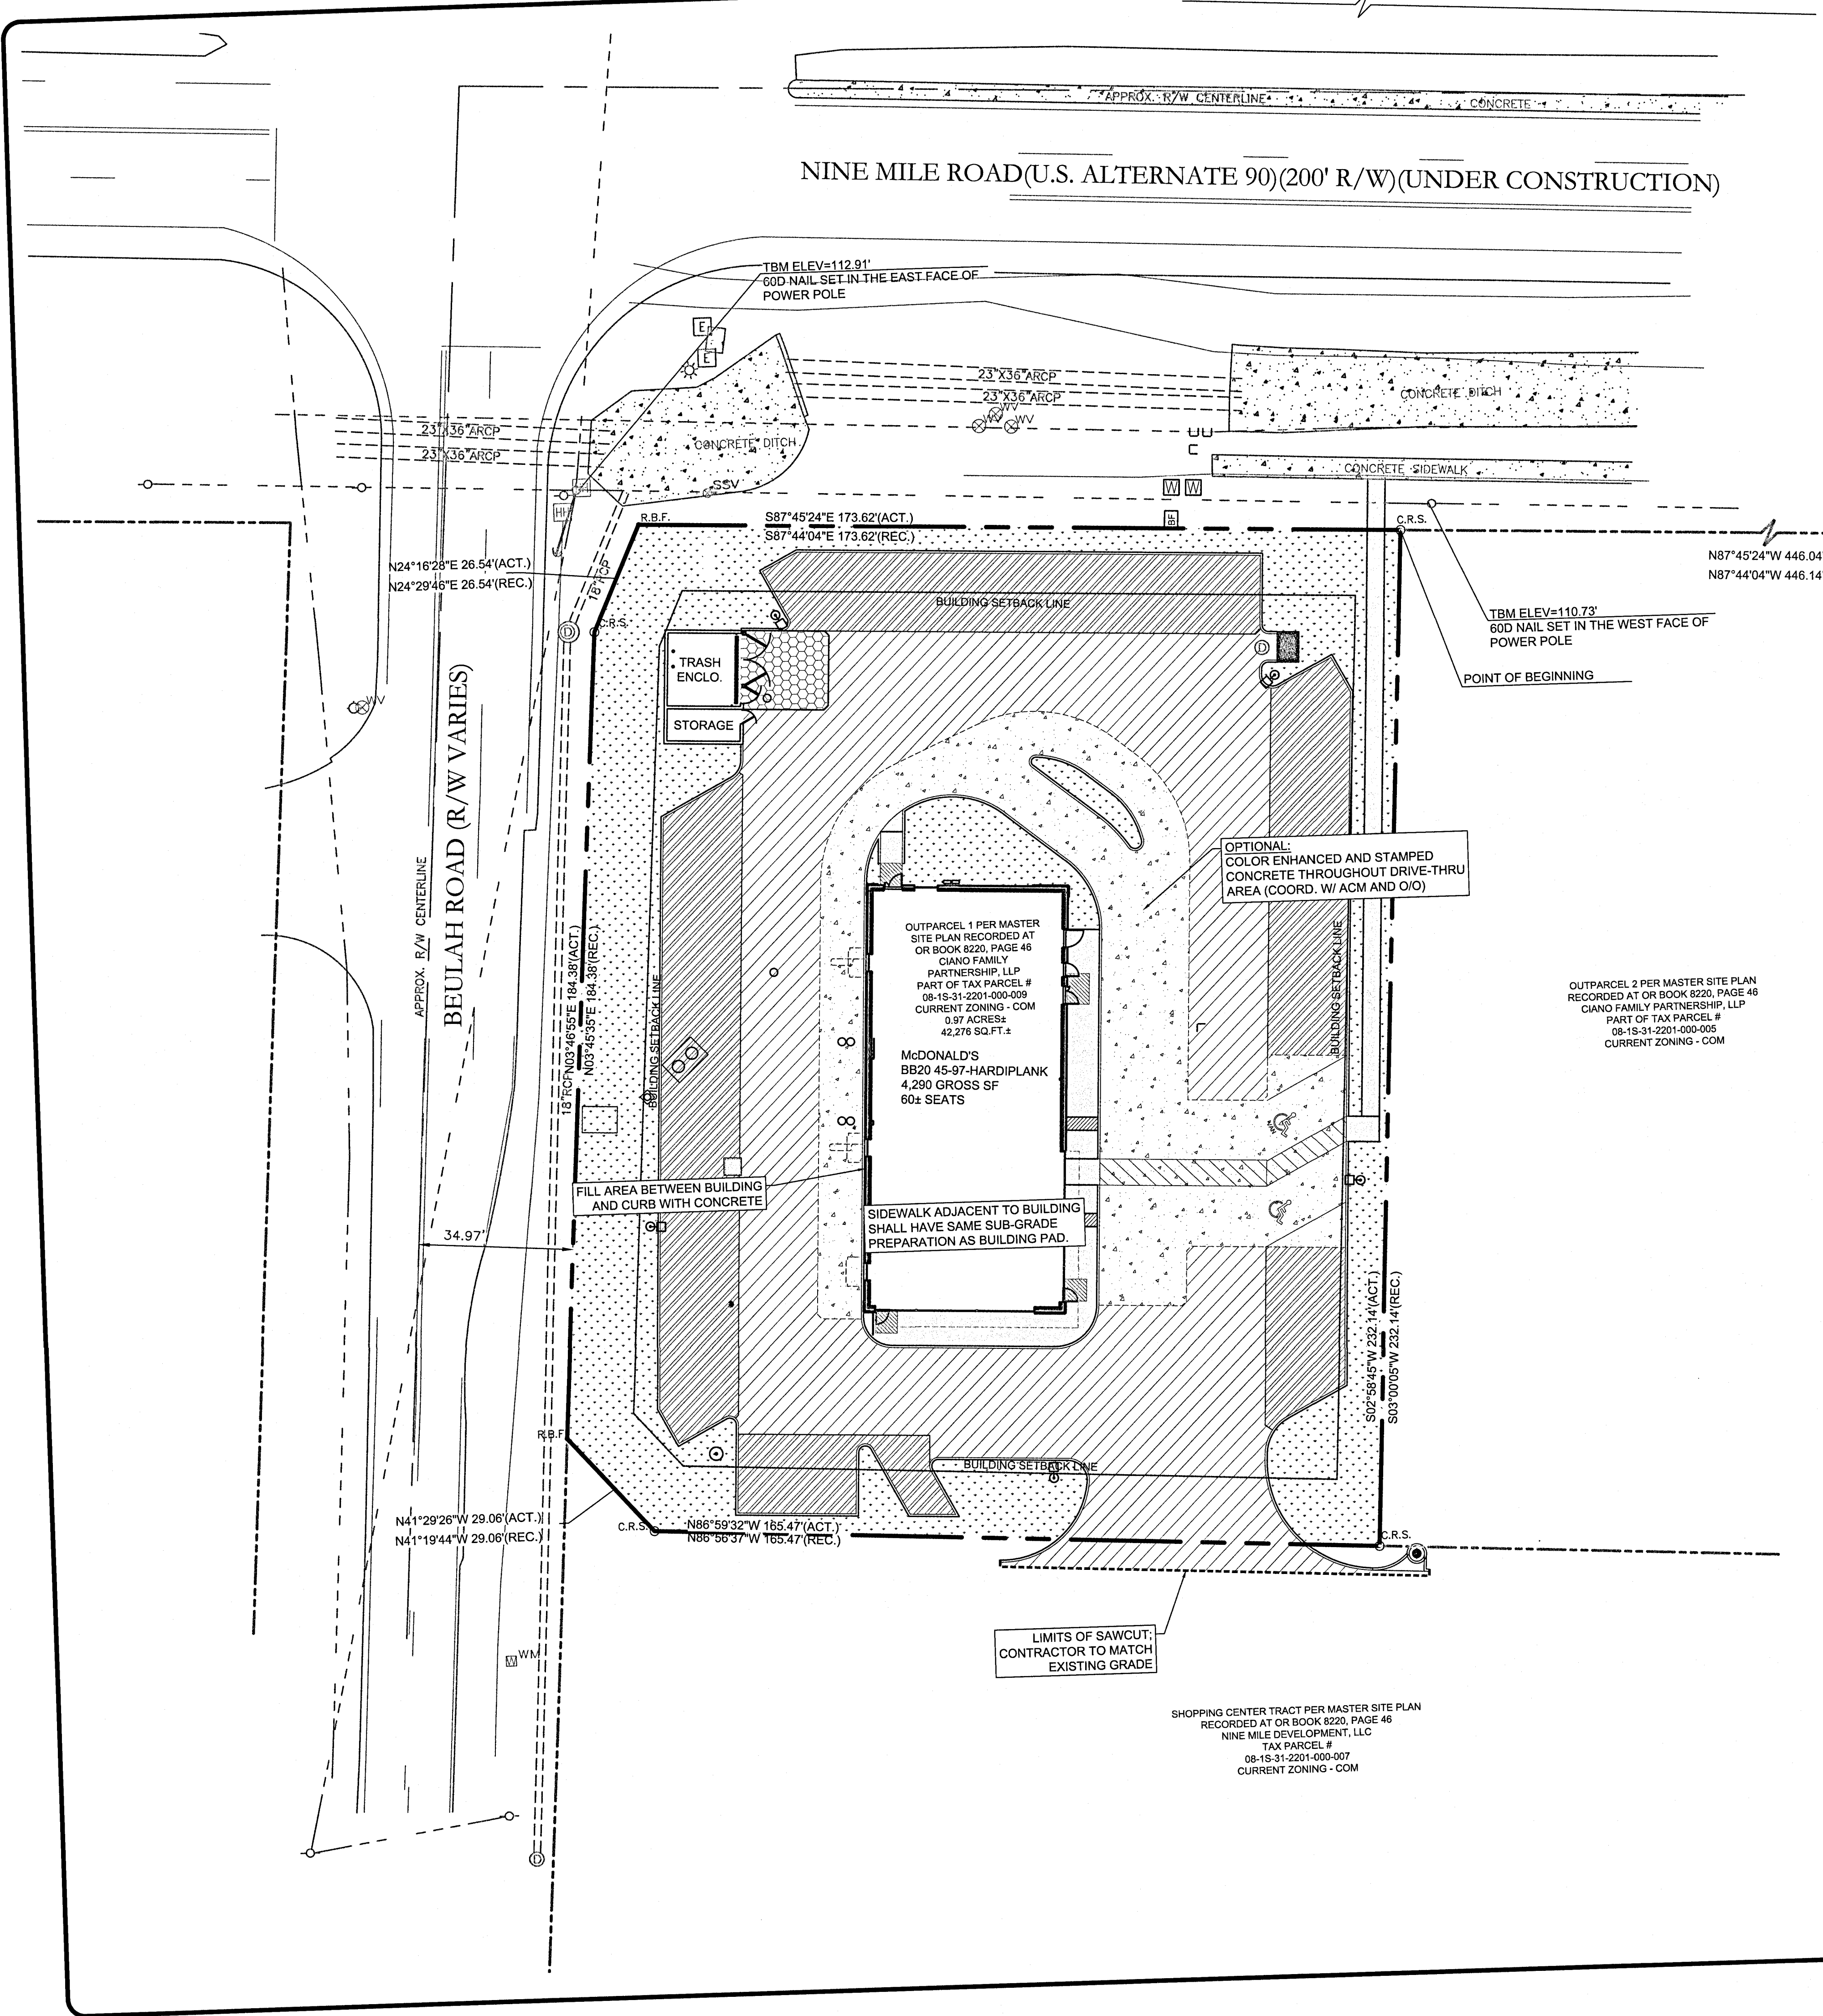 APPROX. R/W CENTERLINE
CONCRETE
NINE MILE ROAD(U.S. ALTERNATE 90)(200' R/W)(UNDER CONSTRUCTION)
TBM ELEV=112.91'
60D NAIL SET IN THE EAST FACE OF
POWER POLE
E
E
23"X36"ARCP
23"X36"ARCP
CONCRETE DITCH
WV
WV
WV
23"X36"ARCP
23"X36"ARCP
CONCRETE DITCH
CONCRETE SIDEWALK
SSV
W
W
HH
BF
R.B.F.
S87°45'24"E 173.62'(ACT.)
S87°44'04"E 173.62'(REC.)
C.R.S.
N87°45'24"W 446.04'
N87°44'04"W 446.14'
N24°16'28"E 26.54'(ACT.)
N24°29'46"E 26.54'(REC.)
18"RCP
D
C.R.S.
BUILDING SETBACK LINE
TBM ELEV=110.73'
60D NAIL SET IN THE WEST FACE OF
POWER POLE
POINT OF BEGINNING
TRASH
ENCLO.
STORAGE
D
WV
BEULAH ROAD (R/W VARIES)
APPROX. R/W CENTERLINE
OPTIONAL:
COLOR ENHANCED AND STAMPED
CONCRETE THROUGHOUT DRIVE-THRU
AREA (COORD. W/ ACM AND O/O)
18"RCP
N03°46'55"E 184.38'(ACT.)
N03°45'35"E 184.38'(REC.)
BUILDING SETBACK LINE
OUTPARCEL 1 PER MASTER
SITE PLAN RECORDED AT
OR BOOK 8220, PAGE 46
CIANO FAMILY
PARTNERSHIP, LLP
PART OF TAX PARCEL #
08-1S-31-2201-000-009
CURRENT ZONING - COM
0.97 ACRES±
42,276 SQ.FT.±
McDONALD'S
BB20 45-97-HARDIPLANK
4,290 GROSS SF
60± SEATS
BUILDING SETBACK LINE
OUTPARCEL 2 PER MASTER SITE PLAN
RECORDED AT OR BOOK 8220, PAGE 46
CIANO FAMILY PARTNERSHIP, LLP
PART OF TAX PARCEL #
08-1S-31-2201-000-005
CURRENT ZONING - COM
VAN
FILL AREA BETWEEN BUILDING
AND CURB WITH CONCRETE
SIDEWALK ADJACENT TO BUILDING
SHALL HAVE SAME SUB-GRADE
PREPARATION AS BUILDING PAD.
34.97'
S02°58'45"W 232.14'(ACT.)
S03°00'05"W 232.14'(REC.)
R.B.F.
BUILDING SETBACK LINE
N41°29'26"W 29.06'(ACT.)
N41°19'44"W 29.06'(REC.)
C.R.S.
N86°59'32"W 165.47'(ACT.)
N86°56'37"W 165.47'(REC.)
C.R.S.
LIMITS OF SAWCUT;
CONTRACTOR TO MATCH
EXISTING GRADE
W
WM
SHOPPING CENTER TRACT PER MASTER SITE PLAN
RECORDED AT OR BOOK 8220, PAGE 46
NINE MILE DEVELOPMENT, LLC
TAX PARCEL #
08-1S-31-2201-000-007
CURRENT ZONING - COM
D